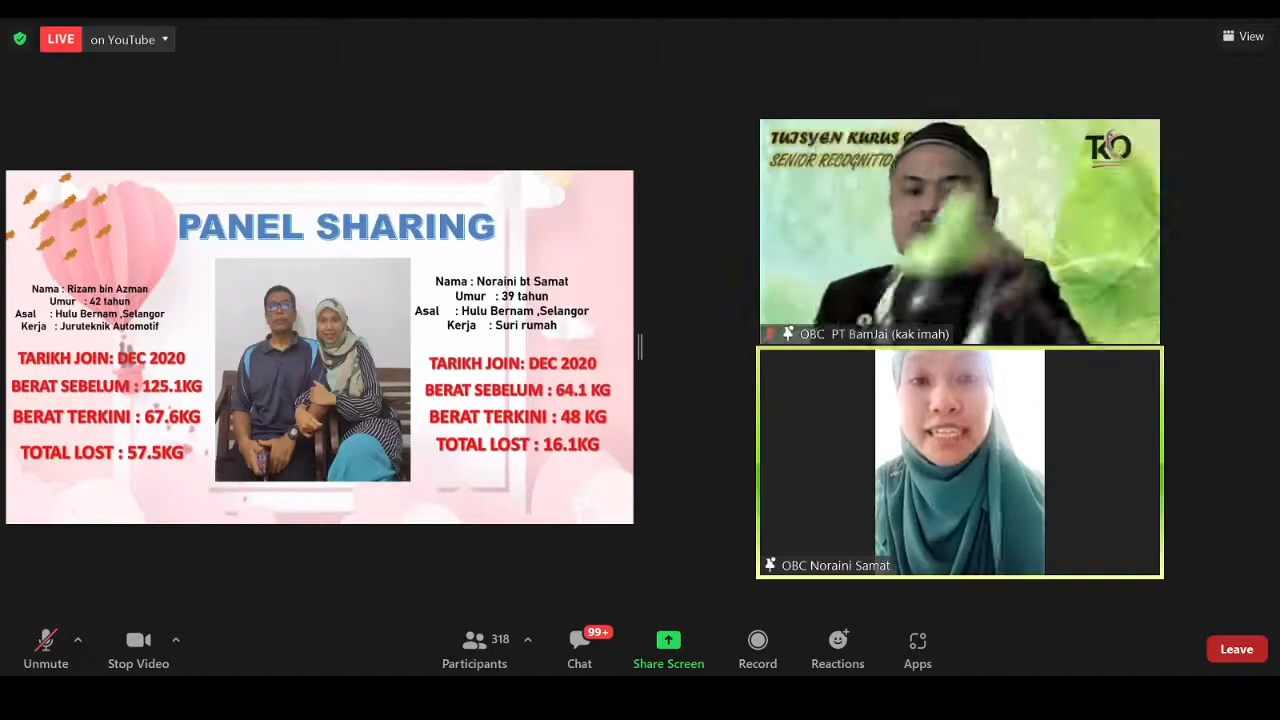 LIVE on YouTube
View
PANEL SHARING
Nama : Rizam bin Azman
Umur : 42 tahun
Asal : Hulu Bernam ,Selangor
Kerja : Juruteknik Automotif
TARIKH JOIN: DEC 2020
BERAT SEBELUM : 125.1KG
BERAT TERKINI : 67.6KG
TOTAL LOST : 57.5KG
Nama : Noraini bt Samat
Umur : 39 tahun
Asal : Hulu Bernam ,Selangor
Kerja : Suri rumah
TARIKH JOIN: DEC 2020
BERAT SEBELUM : 64.1 KG
BERAT TERKINI : 48 KG
TOTAL LOST : 16.1KG
TUISYEN KURUS
SENIOR
TKO
OBC PT BamJai (kak imah)
OBC Noraini Samat
318
99+
Unmute
Stop Video
Participants
Chat
Share Screen
Record
Reactions
Apps
Leave